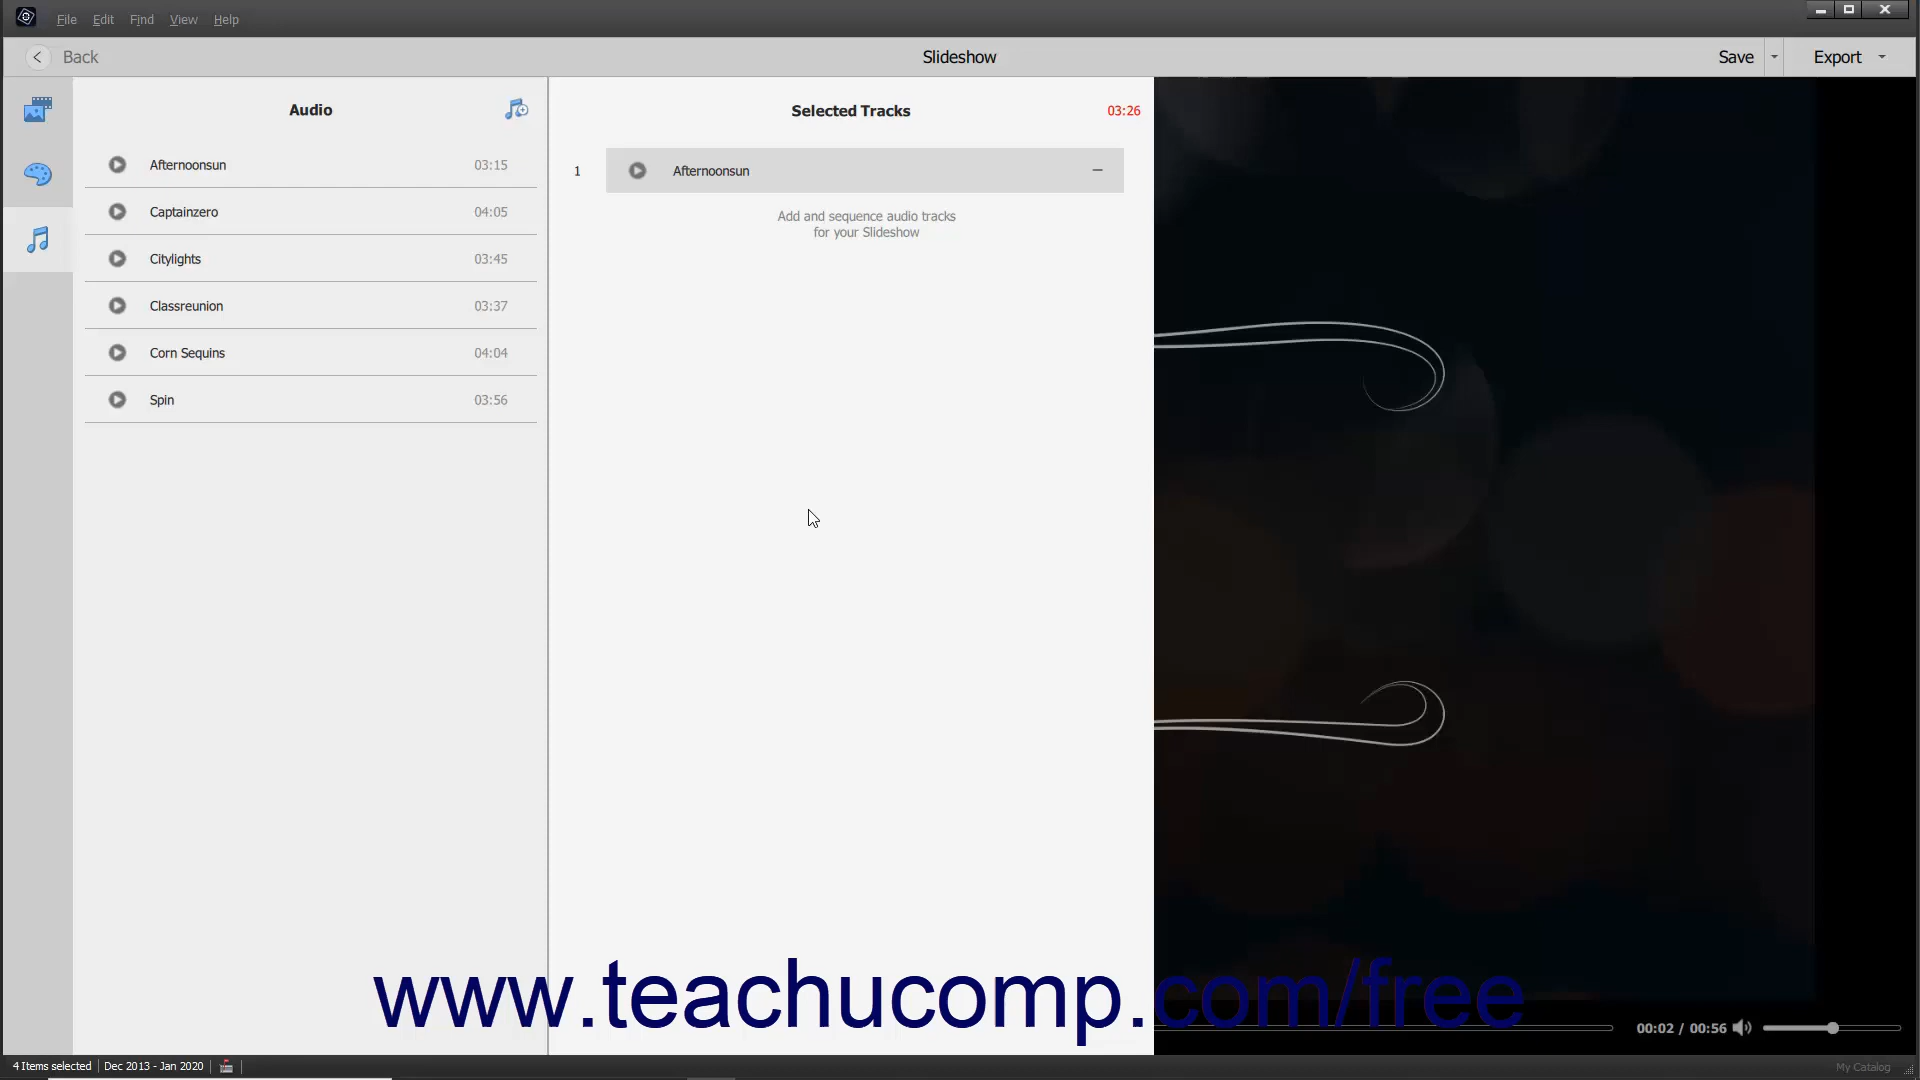 File Edit Find View Help
Back
Slideshow
Save
Export
Audio
Afternoonsun 03:15
Captainzero 04:05
Citylights 03:45
Classreunion 03:37
Corn Sequins 04:04
Spin 03:56
Selected Tracks 03:26
1 Afternoonsun
Add and sequence audio tracks
for your Slideshow
www.teachucomp.com/free
00:02 / 00:56
4 Items selected Dec 2013 - Jan 2020
My Catalog